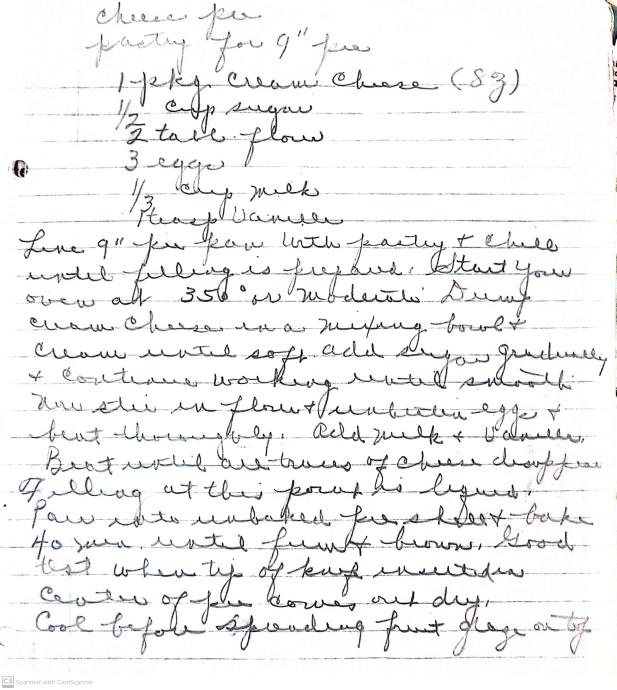 cheese pie
pastry for 9" pie
1 pkg. cream cheese (8 z)
1/2 cup sugar
2 tabl. flour
3 eggs
1/3 cup milk
1 teasp Vanilla
Line 9" pie pan with pastry + chill
until filling is prepared. Start your
oven at 350° or moderate Dump
cream cheese in a mixing bowl +
cream until soft add sugar gradually
+ continue working until smooth
Now stir in flour + unbeaten eggs +
beat thoroughly. Add milk + Vanilla.
Beat until all traces of cheese disappear
Filling at this point is liquid.
Pour into unbaked pie shell + bake
40 min. until firm + brown. Good
test when tip of knife inserted in
center of pie comes out dry.
Cool before spreading fruit glaze on top
CS Scanned with CamScanner